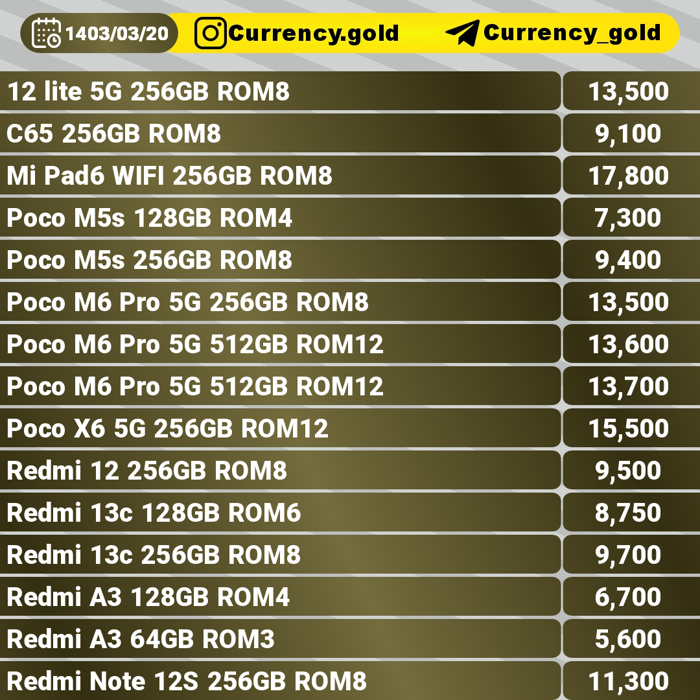 1403/03/20 Currency.gold Currency_gold
12 lite 5G 256GB ROM8 13,500
C65 256GB ROM8 9,100
Mi Pad6 WIFI 256GB ROM8 17,800
Poco M5s 128GB ROM4 7,300
Poco M5s 256GB ROM8 9,400
Poco M6 Pro 5G 256GB ROM8 13,500
Poco M6 Pro 5G 512GB ROM12 13,600
Poco M6 Pro 5G 512GB ROM12 13,700
Poco X6 5G 256GB ROM12 15,500
Redmi 12 256GB ROM8 9,500
Redmi 13c 128GB ROM6 8,750
Redmi 13c 256GB ROM8 9,700
Redmi A3 128GB ROM4 6,700
Redmi A3 64GB ROM3 5,600
Redmi Note 12S 256GB ROM8 11,300